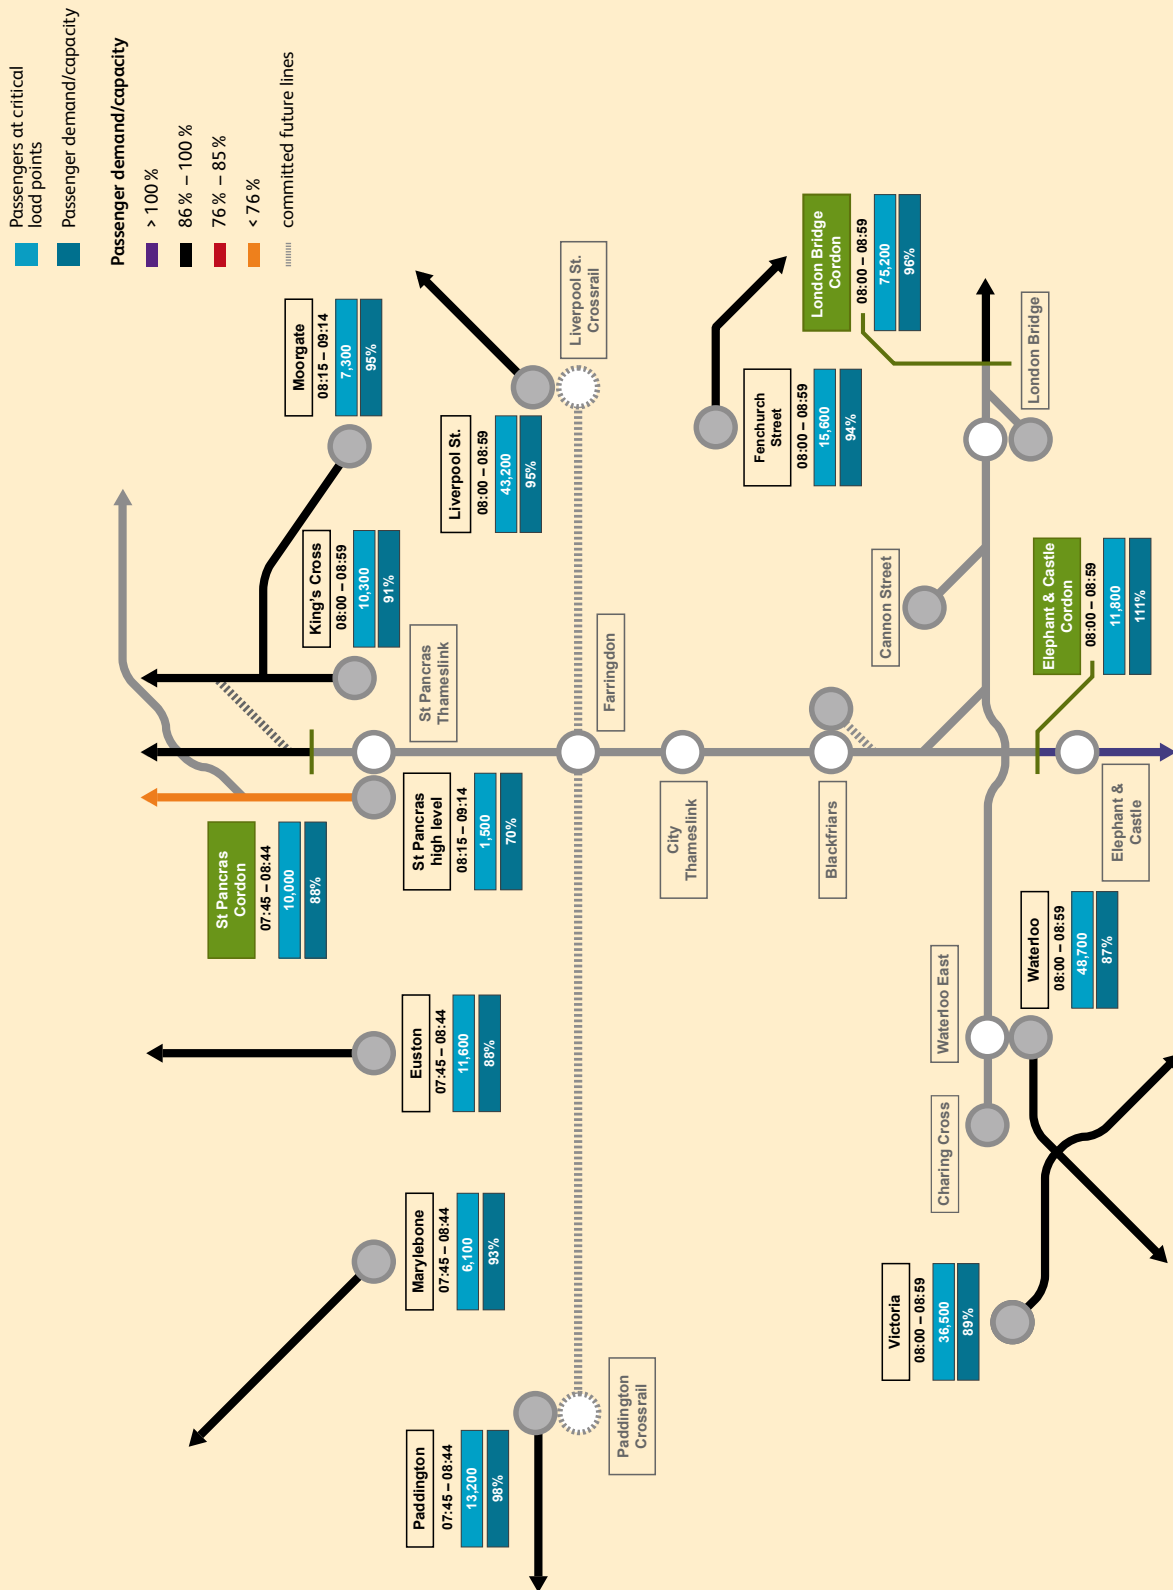 Passengers at critical
load points
Passenger demand/capacity
Passenger demand/capacity
> 100 %
86 % – 100 %
76 % – 85 %
< 76 %
committed future lines
Paddington
07:45 – 08:44
13,200
98%
Paddington
Crossrail
Marylebone
07:45 – 08:44
6,100
93%
Euston
07:45 – 08:44
11,600
88%
St Pancras
Cordon
07:45 – 08:44
10,000
88%
St Pancras
high level
08:15 – 09:14
1,500
70%
St Pancras
Thameslink
King's Cross
08:00 – 08:59
10,300
91%
Moorgate
08:15 – 09:14
7,300
95%
Liverpool St.
08:00 – 08:59
43,200
95%
Liverpool St.
Crossrail
Farringdon
City
Thameslink
Blackfriars
Fenchurch
Street
08:00 – 08:59
15,600
94%
London Bridge
Cordon
08:00 – 08:59
75,200
96%
London Bridge
Cannon Street
Elephant & Castle
Cordon
08:00 – 08:59
11,800
111%
Elephant &
Castle
Waterloo East
Waterloo
08:00 – 08:59
48,700
87%
Charing Cross
Victoria
08:00 – 08:59
36,500
89%